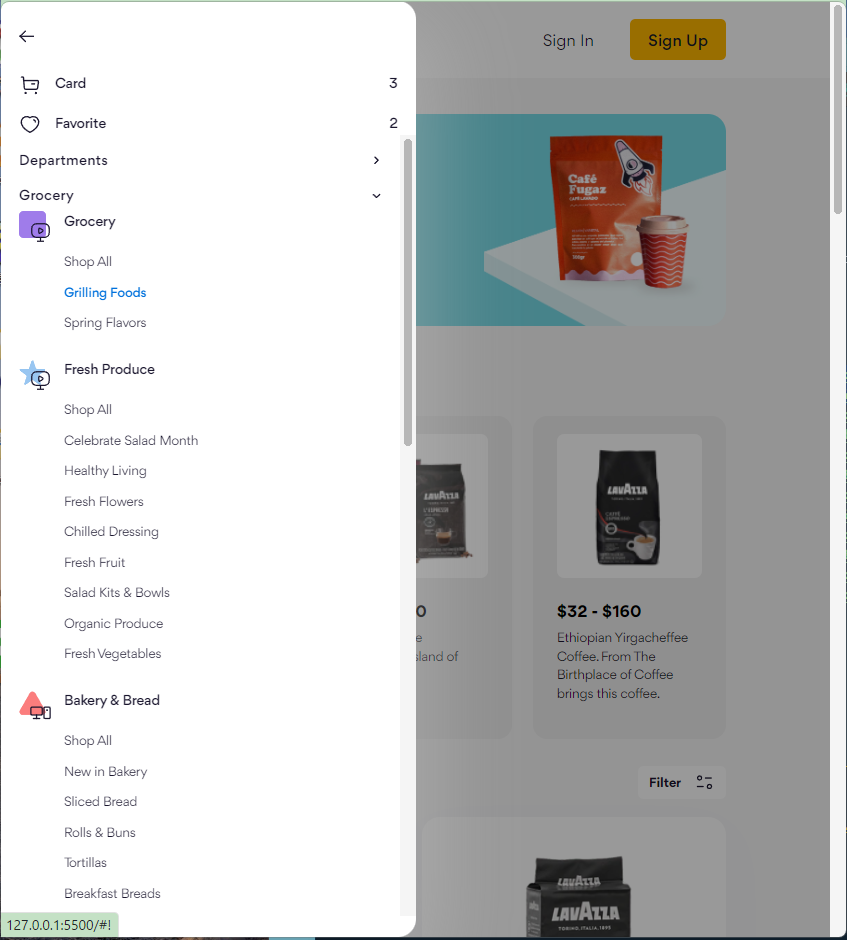 Sign In
Sign Up
Card 3
Favorite 2
Departments
Grocery
Grocery
Shop All
Grilling Foods
Spring Flavors
Fresh Produce
Shop All
Celebrate Salad Month
Healthy Living
Fresh Flowers
Chilled Dressing
Fresh Fruit
Salad Kits & Bowls
Organic Produce
Fresh Vegetables
Bakery & Bread
Shop All
New in Bakery
Sliced Bread
Rolls & Buns
Tortillas
Breakfast Breads
127.0.0.1:5500/#!
Café
Fugaz
LAVAZZA
LAVAZZA
0
e
sland of
$32 - $160
Ethiopian Yirgacheffee
Coffee. From The
Birthplace of Coffee
brings this coffee.
Filter
LAVAZZA
LAVAZZA
TORINO, ITALIA, 1895